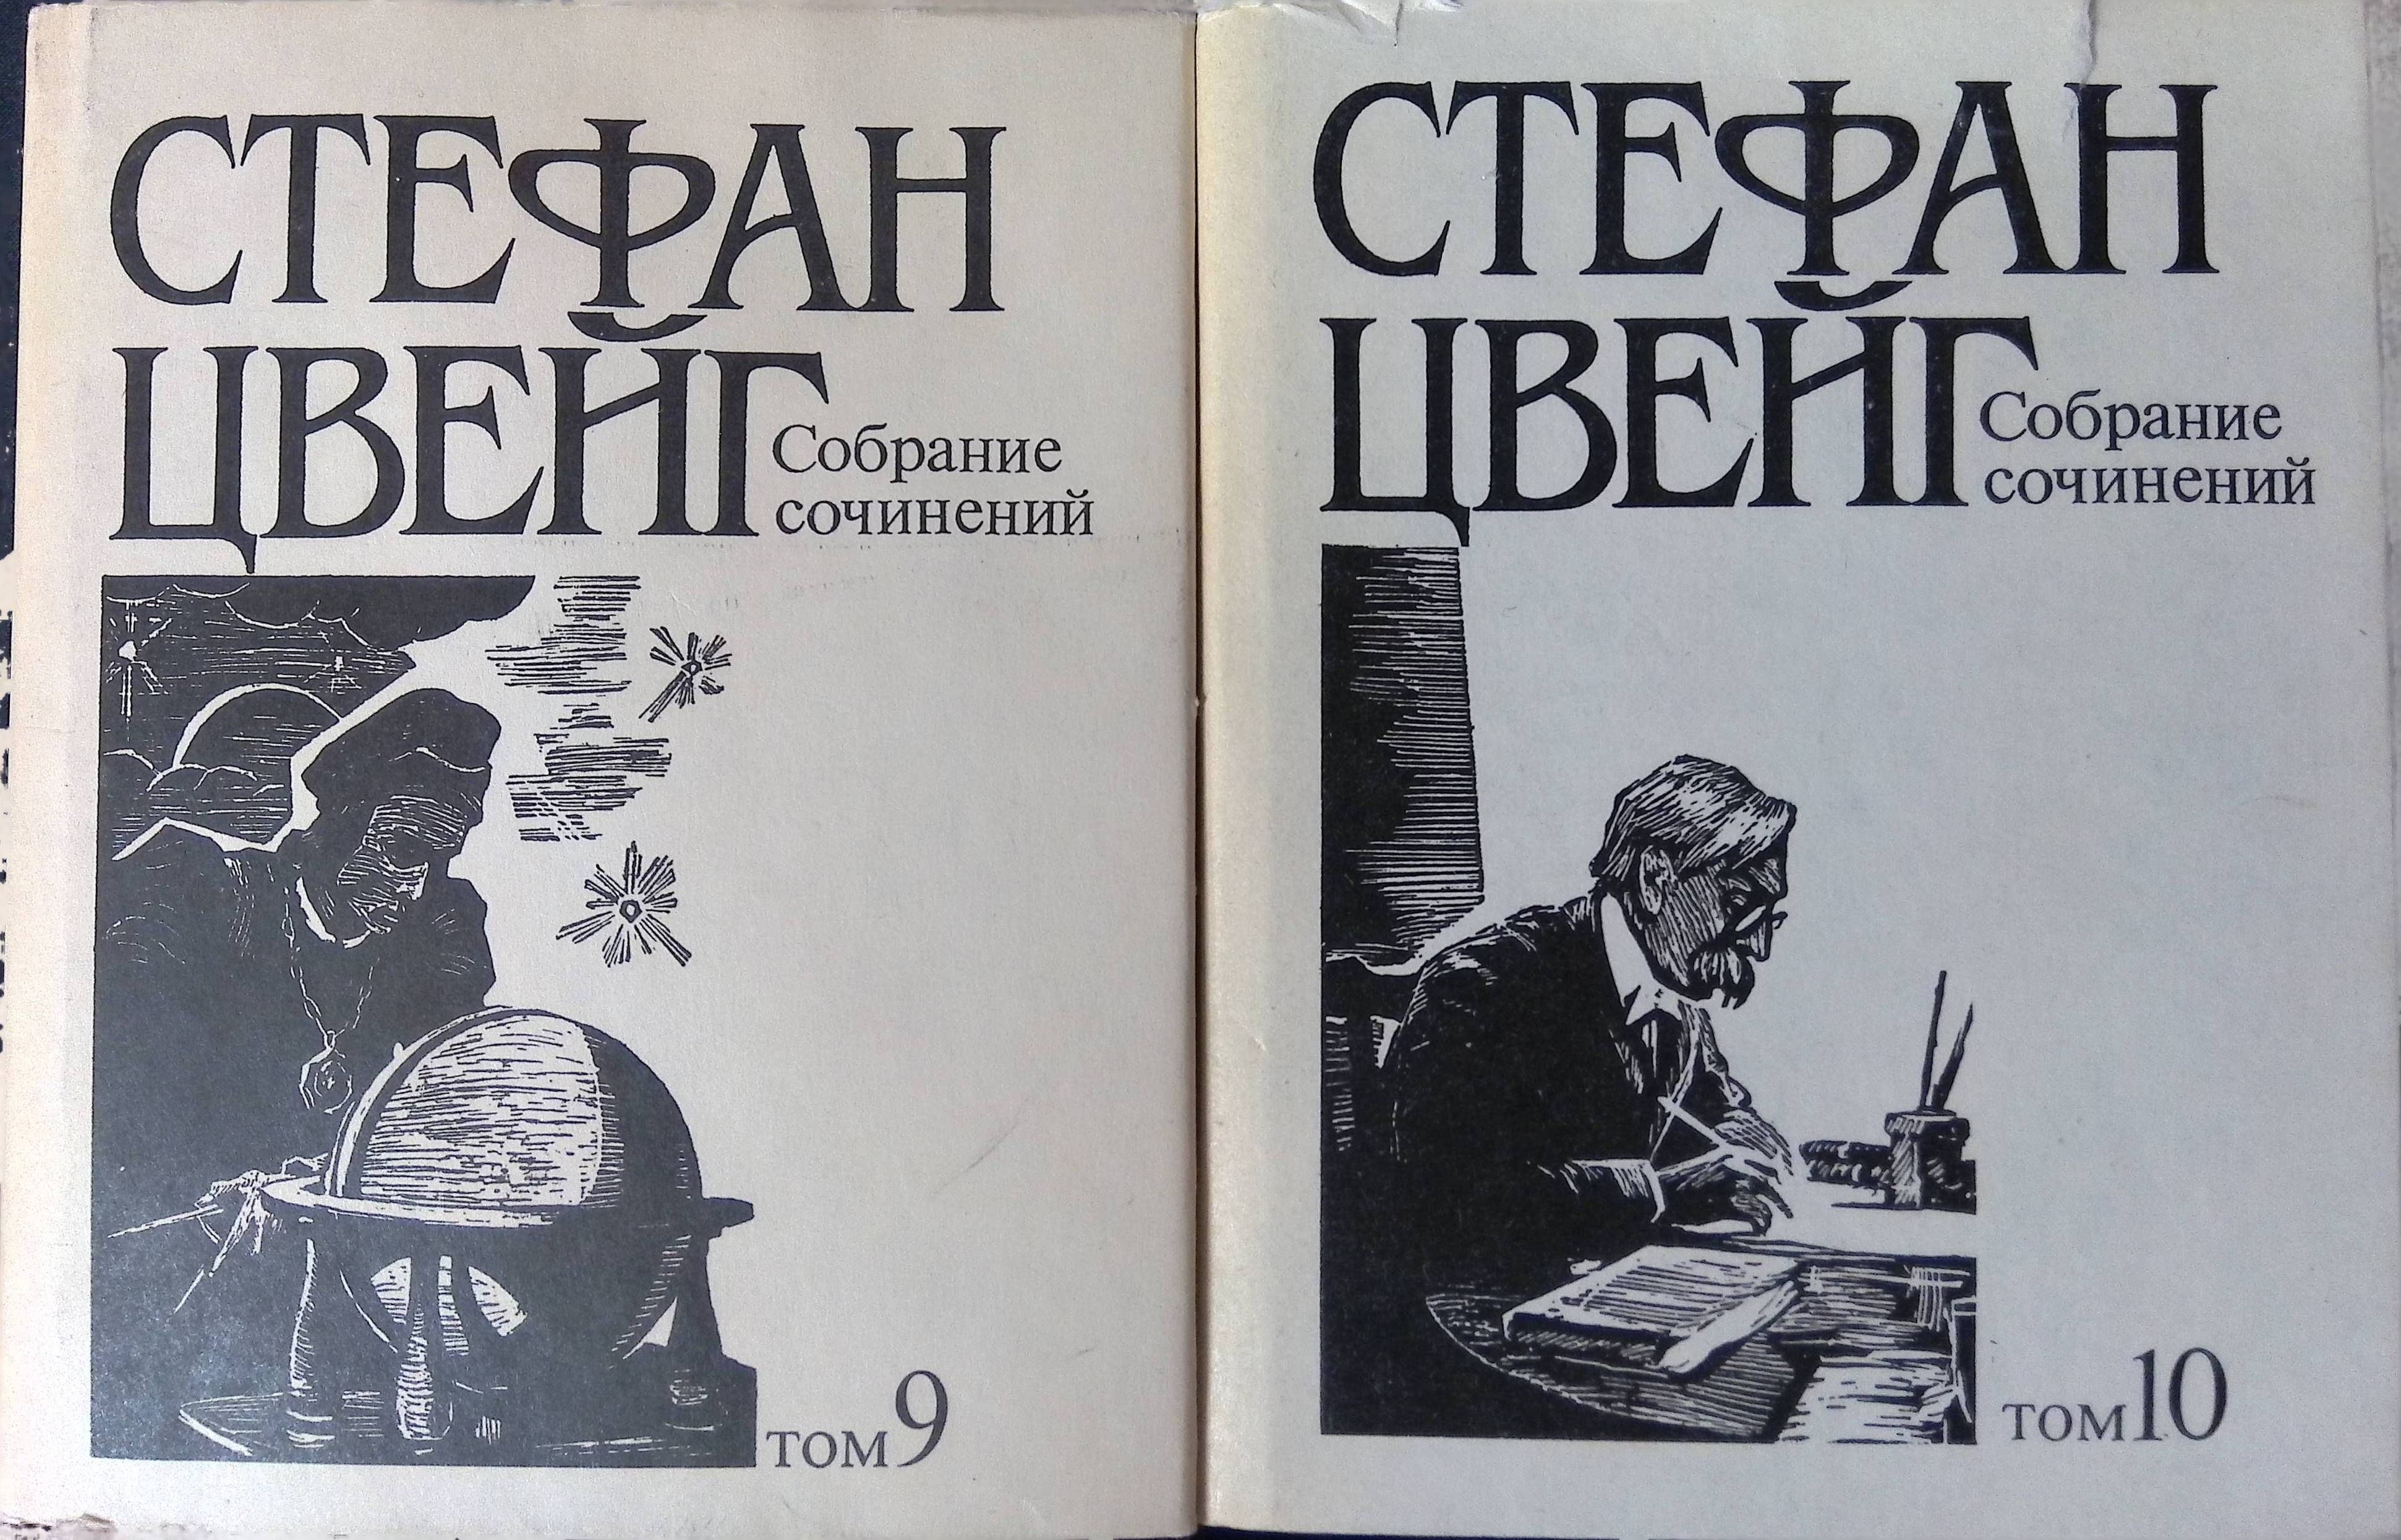 СТЕФАН
ЦВЕЙГ
Собрание
сочинений
том 9
СТЕФАН
ЦВЕЙГ
Собрание
сочинений
том 10